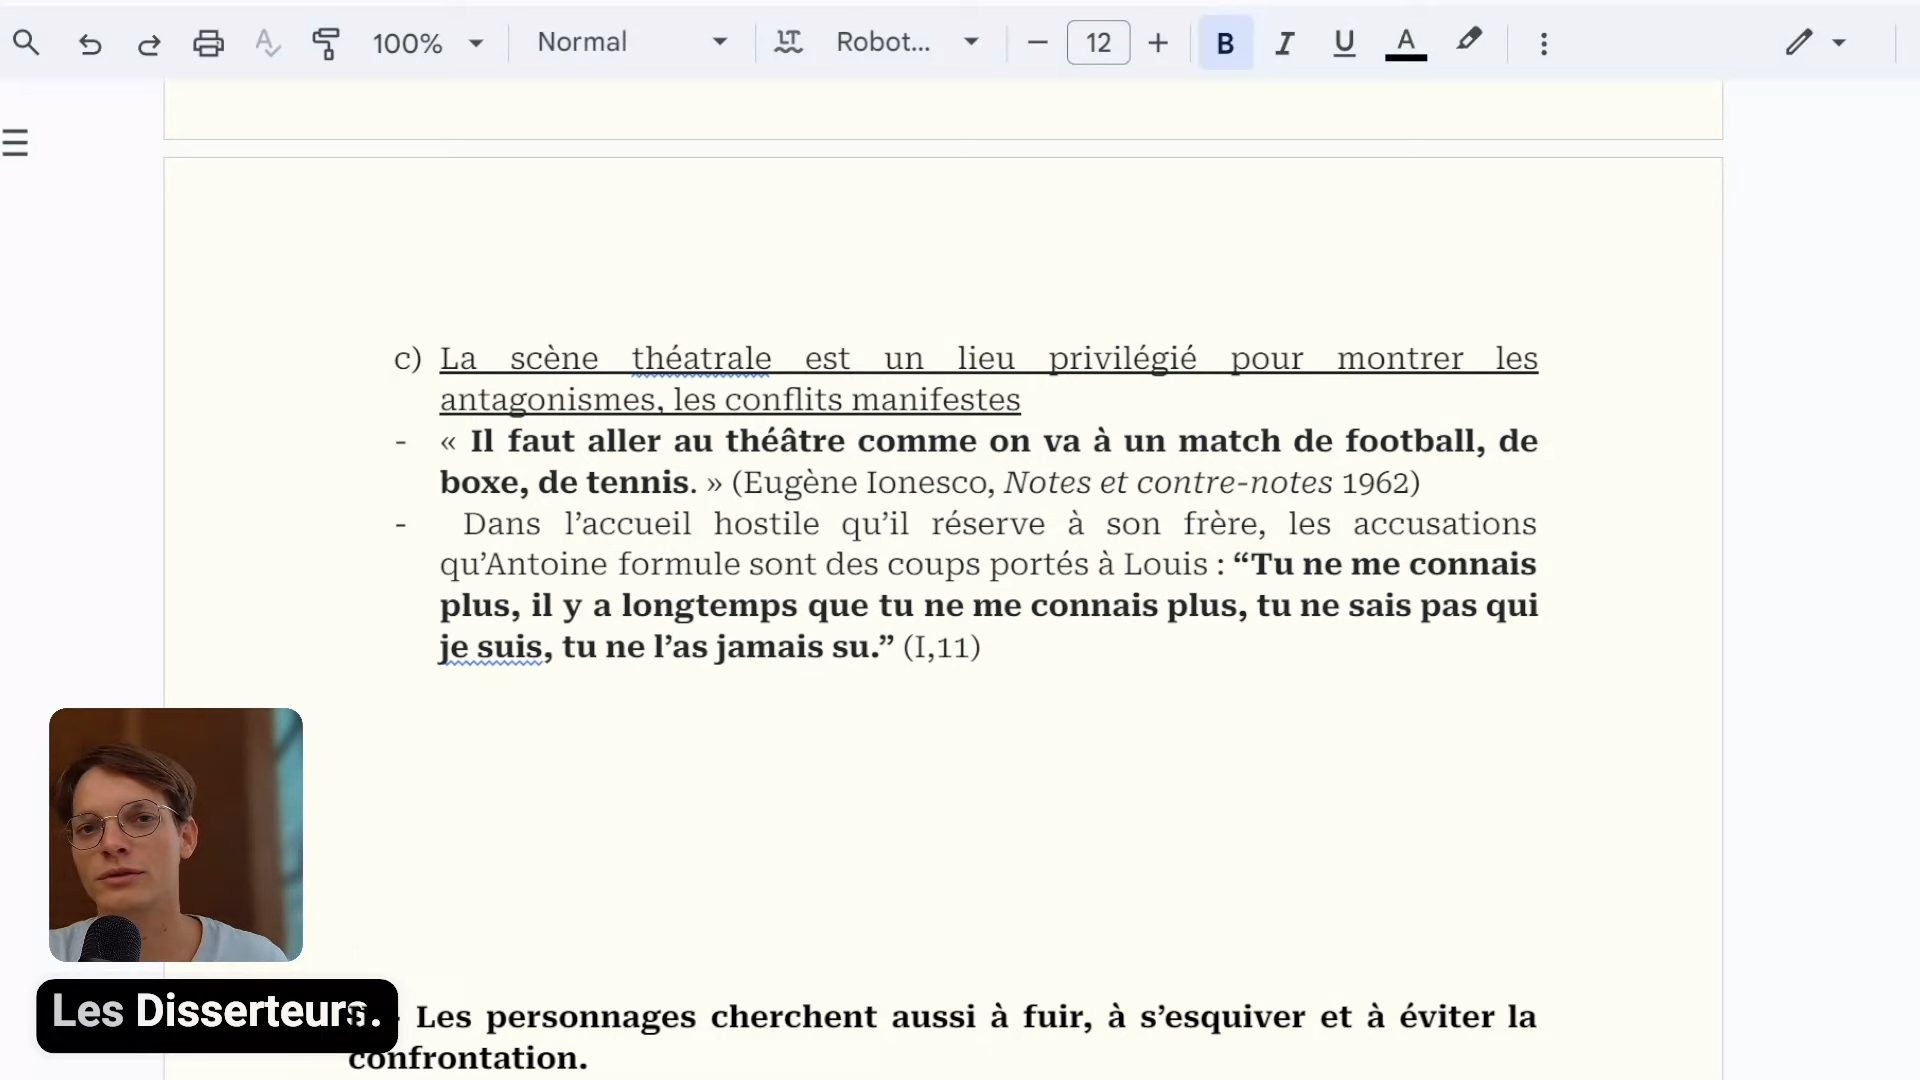 100% Normal Robot... 12 B I U A
c) La scène théatrale est un lieu privilégié pour montrer les
antagonismes, les conflits manifestes
- « Il faut aller au théâtre comme on va à un match de football, de
boxe, de tennis. » (Eugène Ionesco, Notes et contre-notes 1962)
- Dans l’accueil hostile qu’il réserve à son frère, les accusations
qu’Antoine formule sont des coups portés à Louis : “Tu ne me connais
plus, il y a longtemps que tu ne me connais plus, tu ne sais pas qui
je suis, tu ne l’as jamais su.” (I,11)
Les Disserteurs.
- Les personnages cherchent aussi à fuir, à s’esquiver et à éviter la
confrontation.